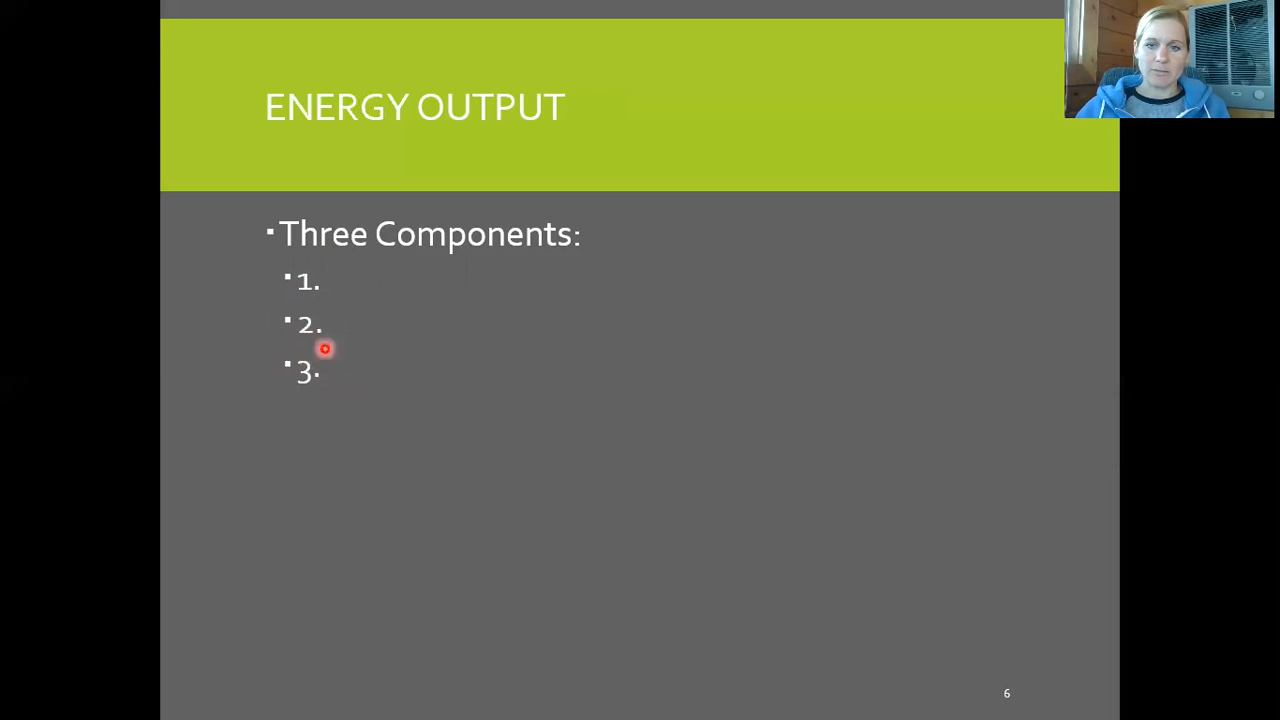 ENERGY OUTPUT
▪Three Components:
▪1.
▪2.
▪3.
6